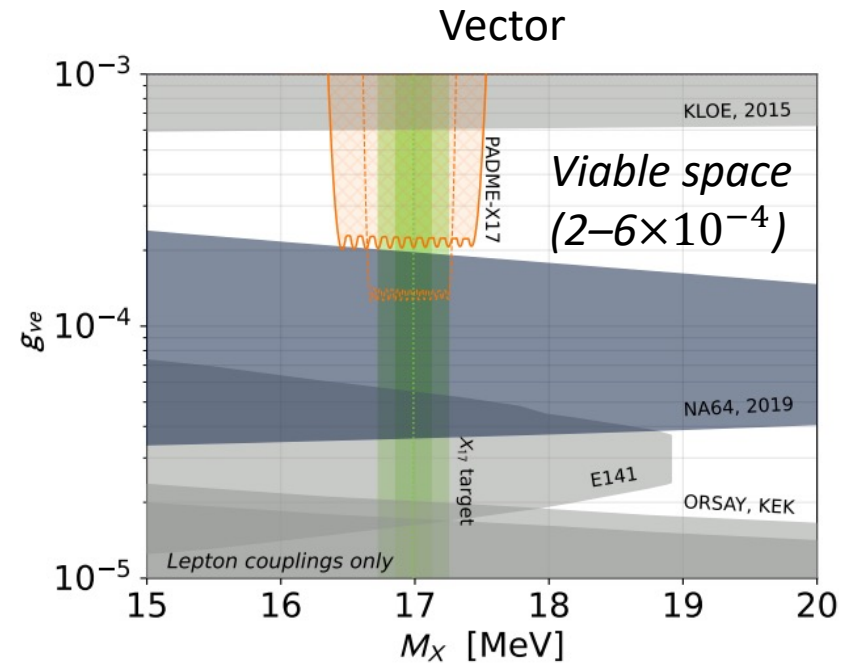 Vector
10⁻³
KLOE, 2015
PADME-X17
Viable space
(2–6×10⁻⁴)
g_ve
10⁻⁴
NA64, 2019
X₁₇ target
E141
ORSAY, KEK
Lepton couplings only
10⁻⁵
15 16 17 18 19 20
M_X [MeV]